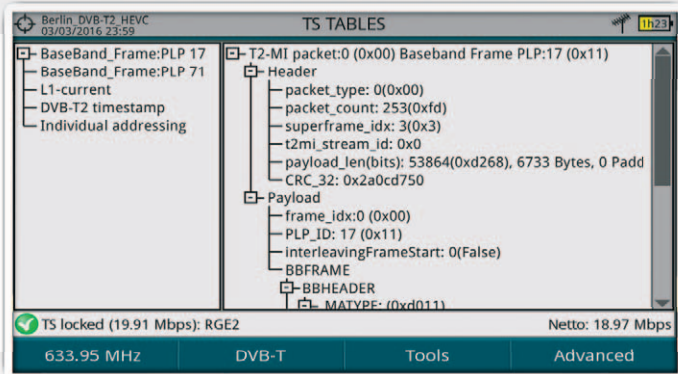 Berlin_DVB-T2_HEVC
03/03/2016 23:59
TS TABLES
1h23
BaseBand_Frame:PLP 17
BaseBand_Frame:PLP 71
L1-current
DVB-T2 timestamp
Individual addressing
T2-MI packet:0 (0x00) Baseband Frame PLP:17 (0x11)
Header
packet_type: 0(0x00)
packet_count: 253(0xfd)
superframe_idx: 3(0x3)
t2mi_stream_id: 0x0
payload_len(bits): 53864(0xd268), 6733 Bytes, 0 Padd
CRC_32: 0x2a0cd750
Payload
frame_idx:0 (0x00)
PLP_ID: 17 (0x11)
interleavingFrameStart: 0(False)
BBFRAME
BBHEADER
MATYPE: (0xd011)
TS locked (19.91 Mbps): RGE2
Netto: 18.97 Mbps
633.95 MHz
DVB-T
Tools
Advanced